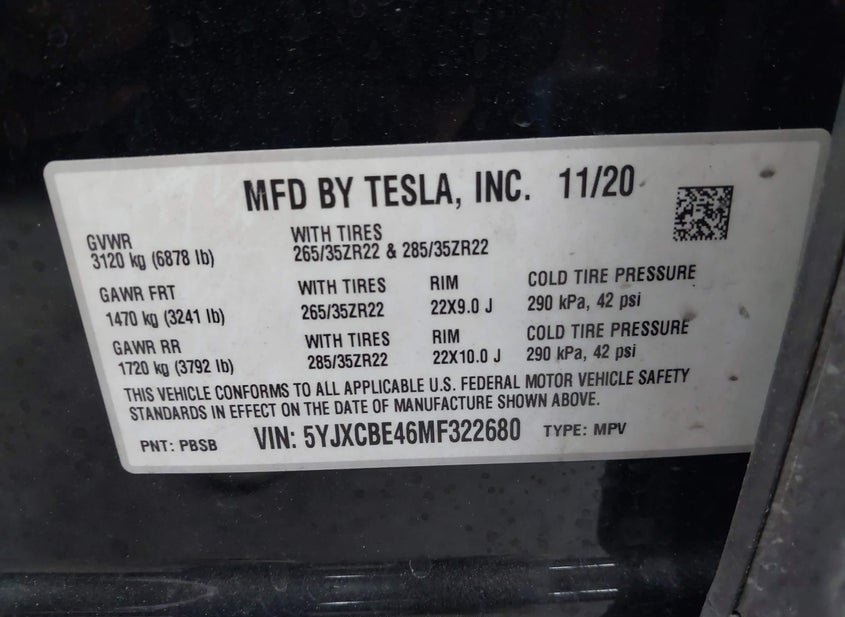 MFD BY TESLA, INC. 11/20
GVWR
3120 kg (6878 lb)
WITH TIRES
265/35ZR22 & 285/35ZR22
GAWR FRT
1470 kg (3241 lb)
WITH TIRES
265/35ZR22
RIM
22X9.0 J
COLD TIRE PRESSURE
290 kPa, 42 psi
GAWR RR
1720 kg (3792 lb)
WITH TIRES
285/35ZR22
RIM
22X10.0 J
COLD TIRE PRESSURE
290 kPa, 42 psi
THIS VEHICLE CONFORMS TO ALL APPLICABLE U.S. FEDERAL MOTOR VEHICLE SAFETY
STANDARDS IN EFFECT ON THE DATE OF MANUFACTURE SHOWN ABOVE.
PNT: PBSB VIN: 5YJXCBE46MF322680 TYPE: MPV